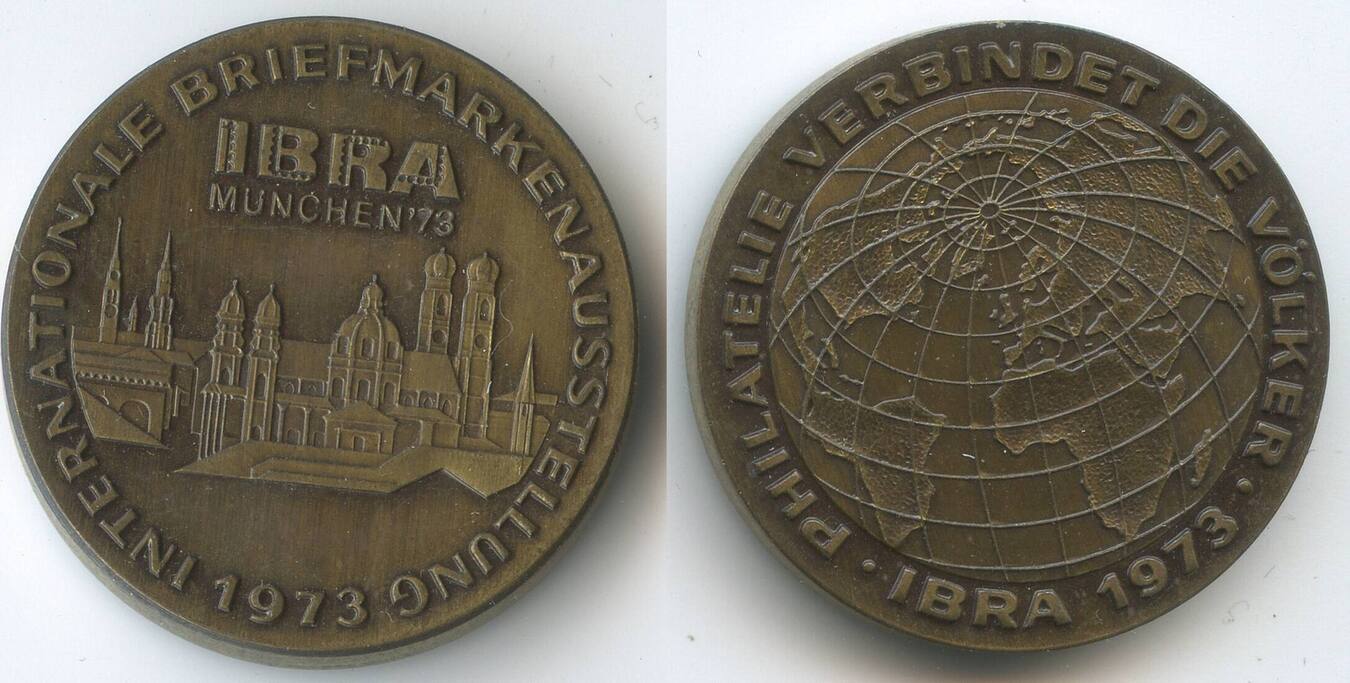 INTERNATIONALE BRIEFMARKENAUSSTELLUNG 1973
IBRA
MÜNCHEN'73
PHILATELIE VERBINDET DIE VÖLKER
· IBRA 1973 ·